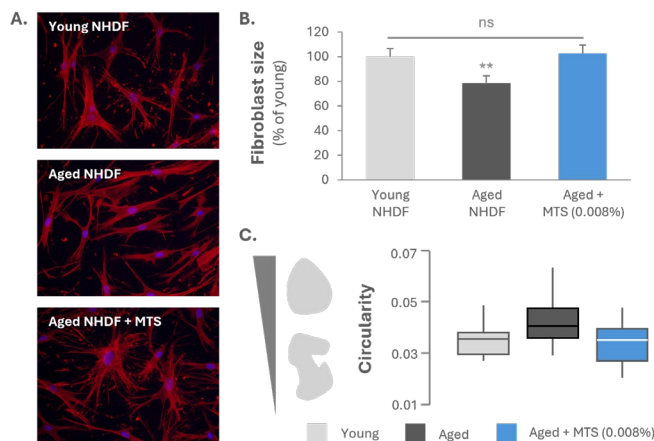 A.
Young NHDF
Aged NHDF
Aged NHDF + MTS
B.
Fibroblast size
(% of young)
120
100
80
60
40
20
0
ns
**
Young
NHDF
Aged
NHDF
Aged +
MTS (0.008%)
C.
Circularity
0.07
0.05
0.03
0.01
Young
Aged
Aged + MTS (0.008%)